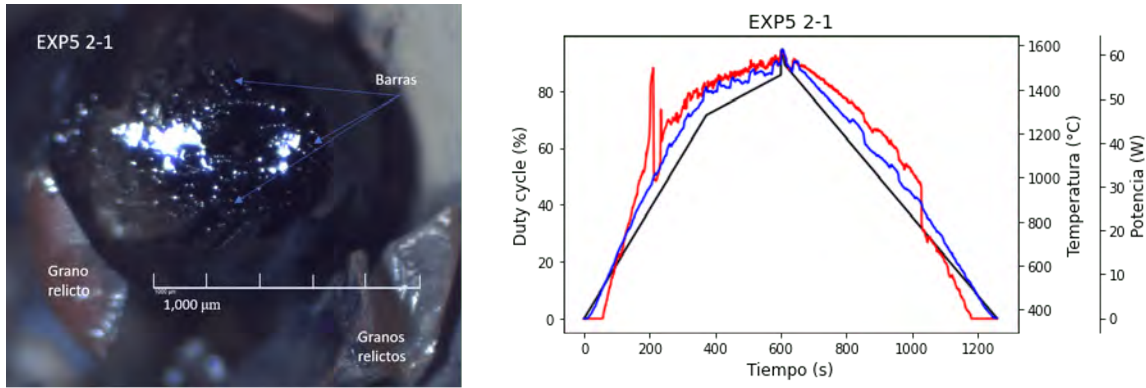 EXP5 2-1
Barras
Grano
relicto
1,000 μm
Granos
relictos
EXP5 2-1
Duty cycle (%)
80
60
40
20
0
0
200
400
600
800
1000
1200
Tiempo (s)
1600
1400
1200
1000
800
600
400
Temperatura (°C)
60
50
40
30
20
10
0
Potencia (W)